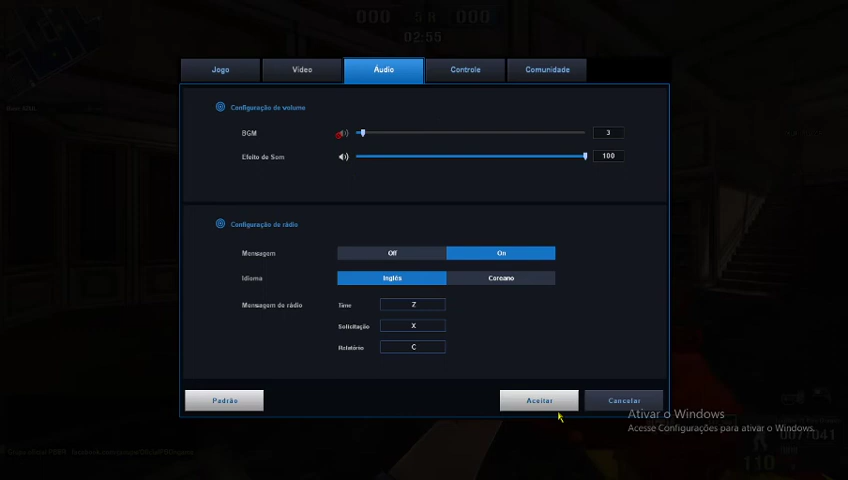 000 000
02:55
Jogo Vídeo Áudio Controle Comunidade
Configuração de volume
BGM 3
Efeito de Som 100
Configuração de rádio
Mensagem Off On
Idioma Inglês Coreano
Mensagem de rádio Time Z
Solicitação X
Relatório C
Padrão Aceitar Cancelar
Ativar o Windows
Acesse Configurações para ativar o Windows.
007/041
110